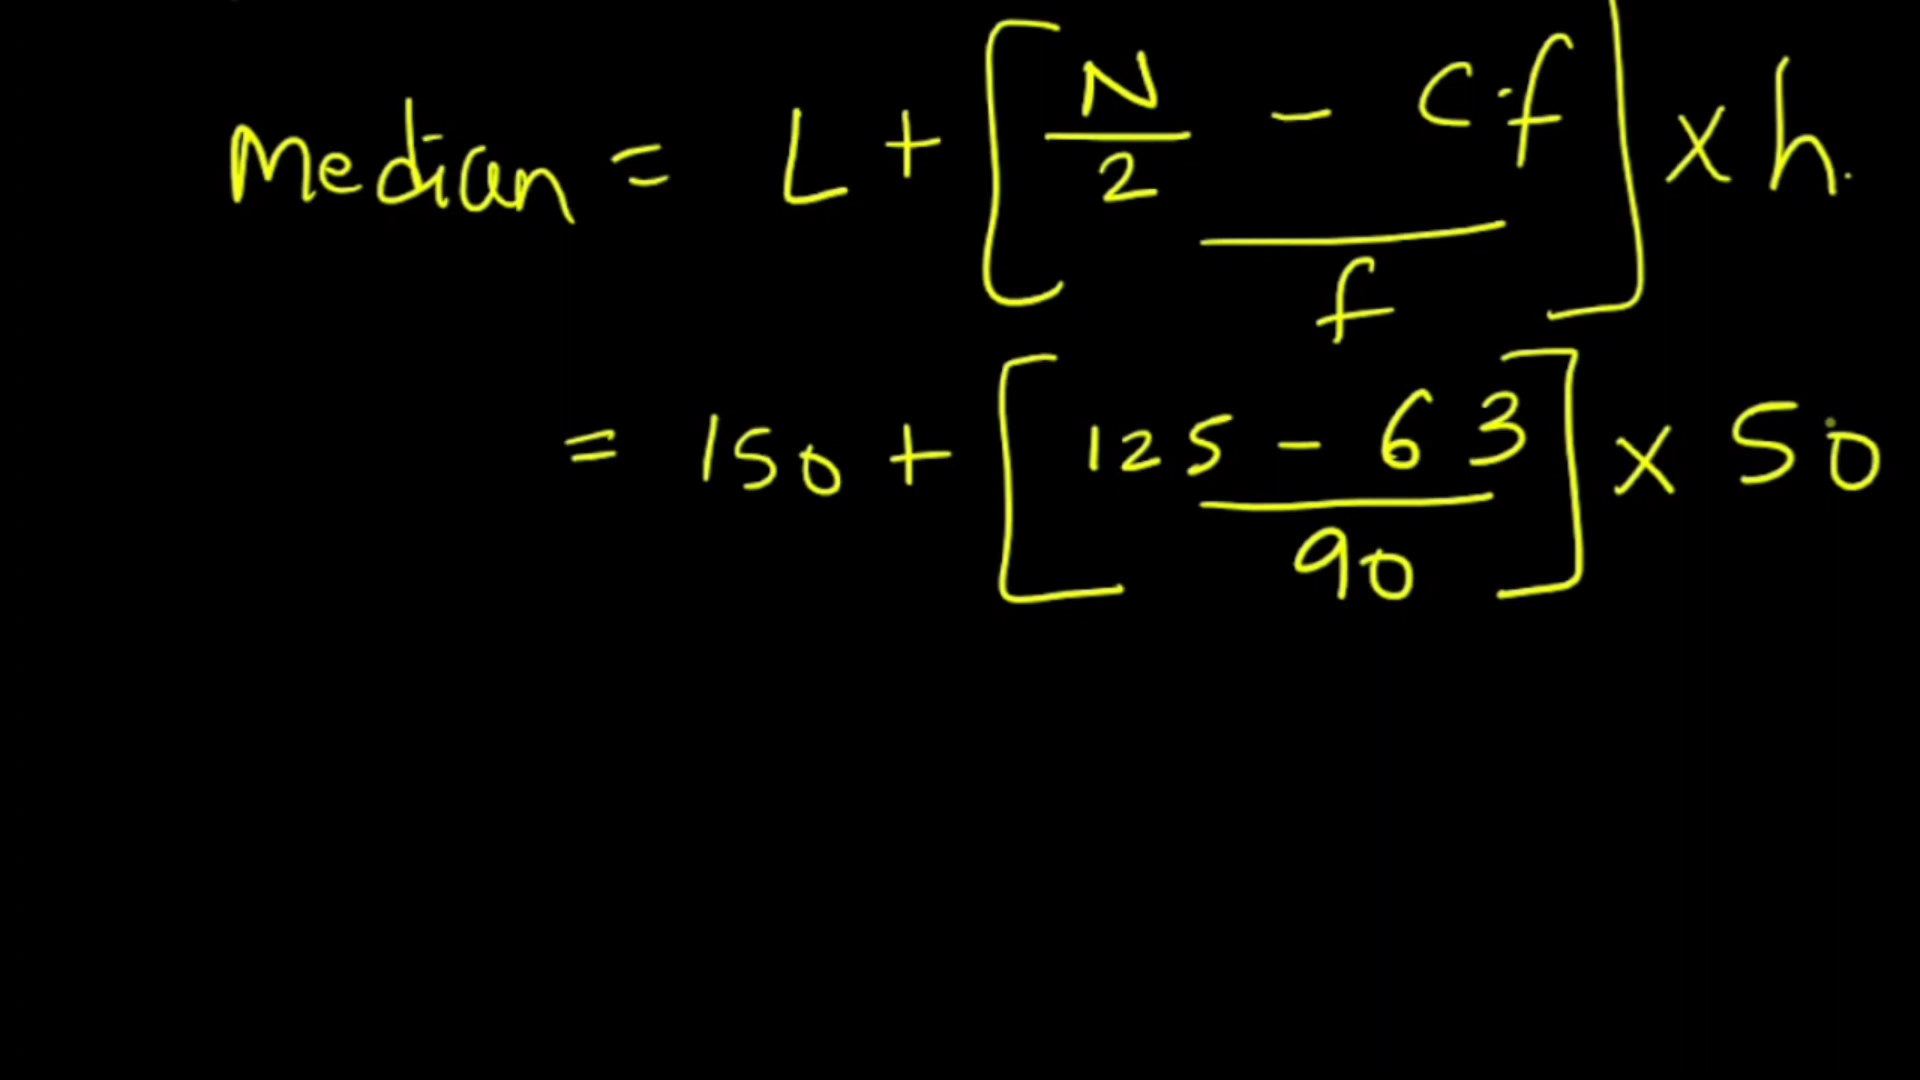 Median = L + [N/2 - c.f / f] x h.
= 150 + [125 - 63 / 90] x 50